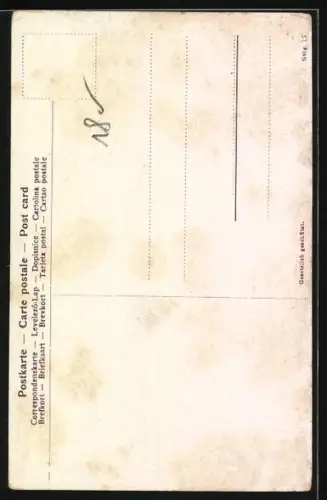 Postkarte — Carte postale — Post card
Correspondenzkarte — Levelező-Lap — Dopisnice — Cartolina postale
Brefkort — Briefkaart — Brevkort — Tarjeta postal — Cartao postale
18
Gesetzlich geschützt.